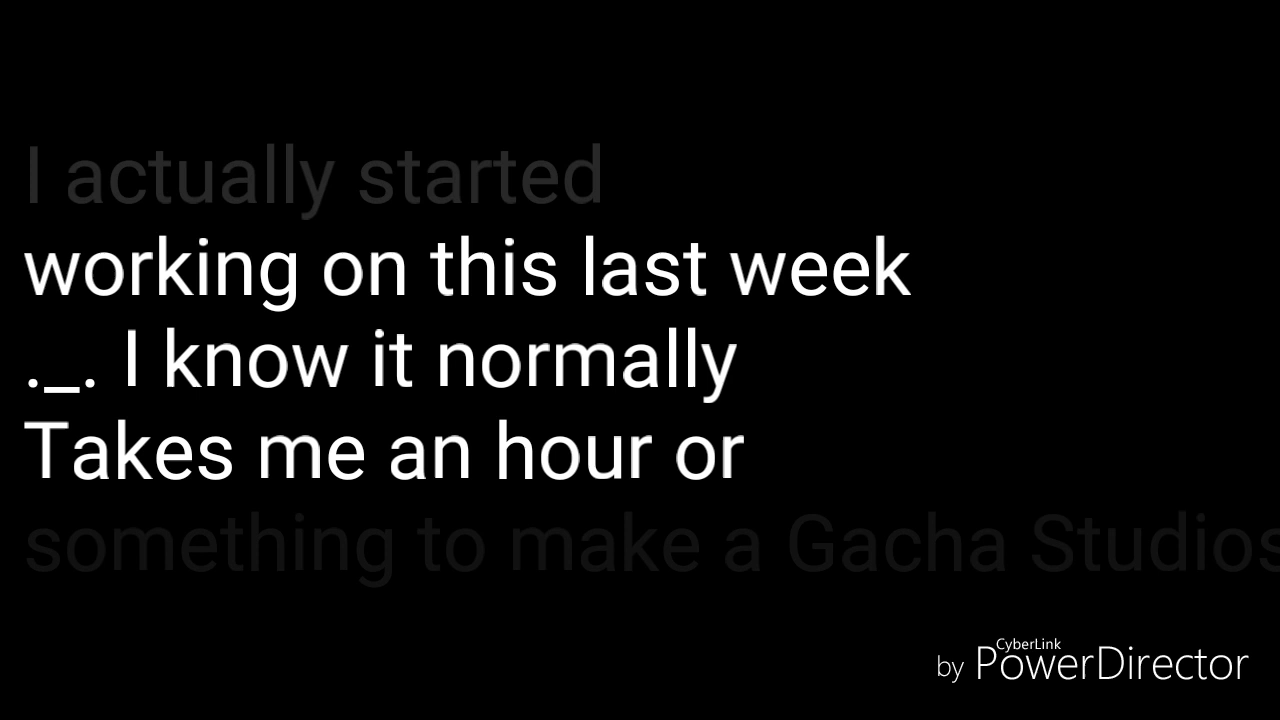 I actually started
working on this last week
._. I know it normally
Takes me an hour or
something to make a Gacha Studios
by CyberLink PowerDirector